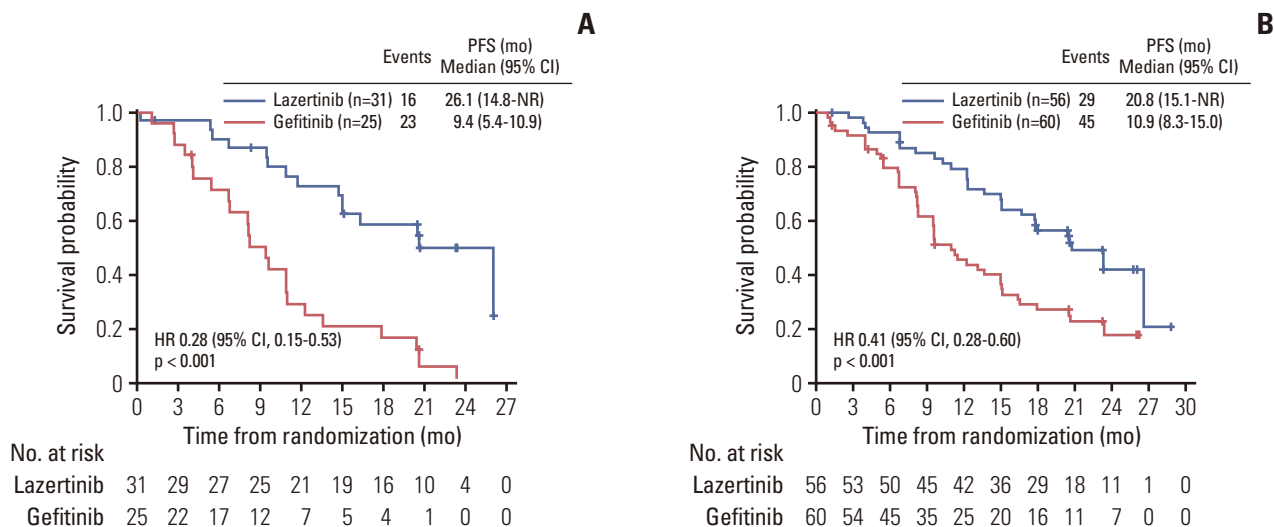 A
Events PFS (mo) Median (95% CI)
Lazertinib (n=31) 16 26.1 (14.8-NR)
Gefitinib (n=25) 23 9.4 (5.4-10.9)
Survival probability
1.0
0.8
0.6
0.4
0.2
0
HR 0.28 (95% CI, 0.15-0.53)
p < 0.001
0 3 6 9 12 15 18 21 24 27
Time from randomization (mo)
No. at risk
Lazertinib 31 29 27 25 21 19 16 10 4 0
Gefitinib 25 22 17 12 7 5 4 1 0 0
B
Events PFS (mo) Median (95% CI)
Lazertinib (n=56) 29 20.8 (15.1-NR)
Gefitinib (n=60) 45 10.9 (8.3-15.0)
Survival probability
1.0
0.8
0.6
0.4
0.2
0
HR 0.41 (95% CI, 0.28-0.60)
p < 0.001
0 3 6 9 12 15 18 21 24 27 30
Time from randomization (mo)
No. at risk
Lazertinib 56 53 50 45 42 36 29 18 11 1 0
Gefitinib 60 54 45 35 25 20 16 11 7 0 0